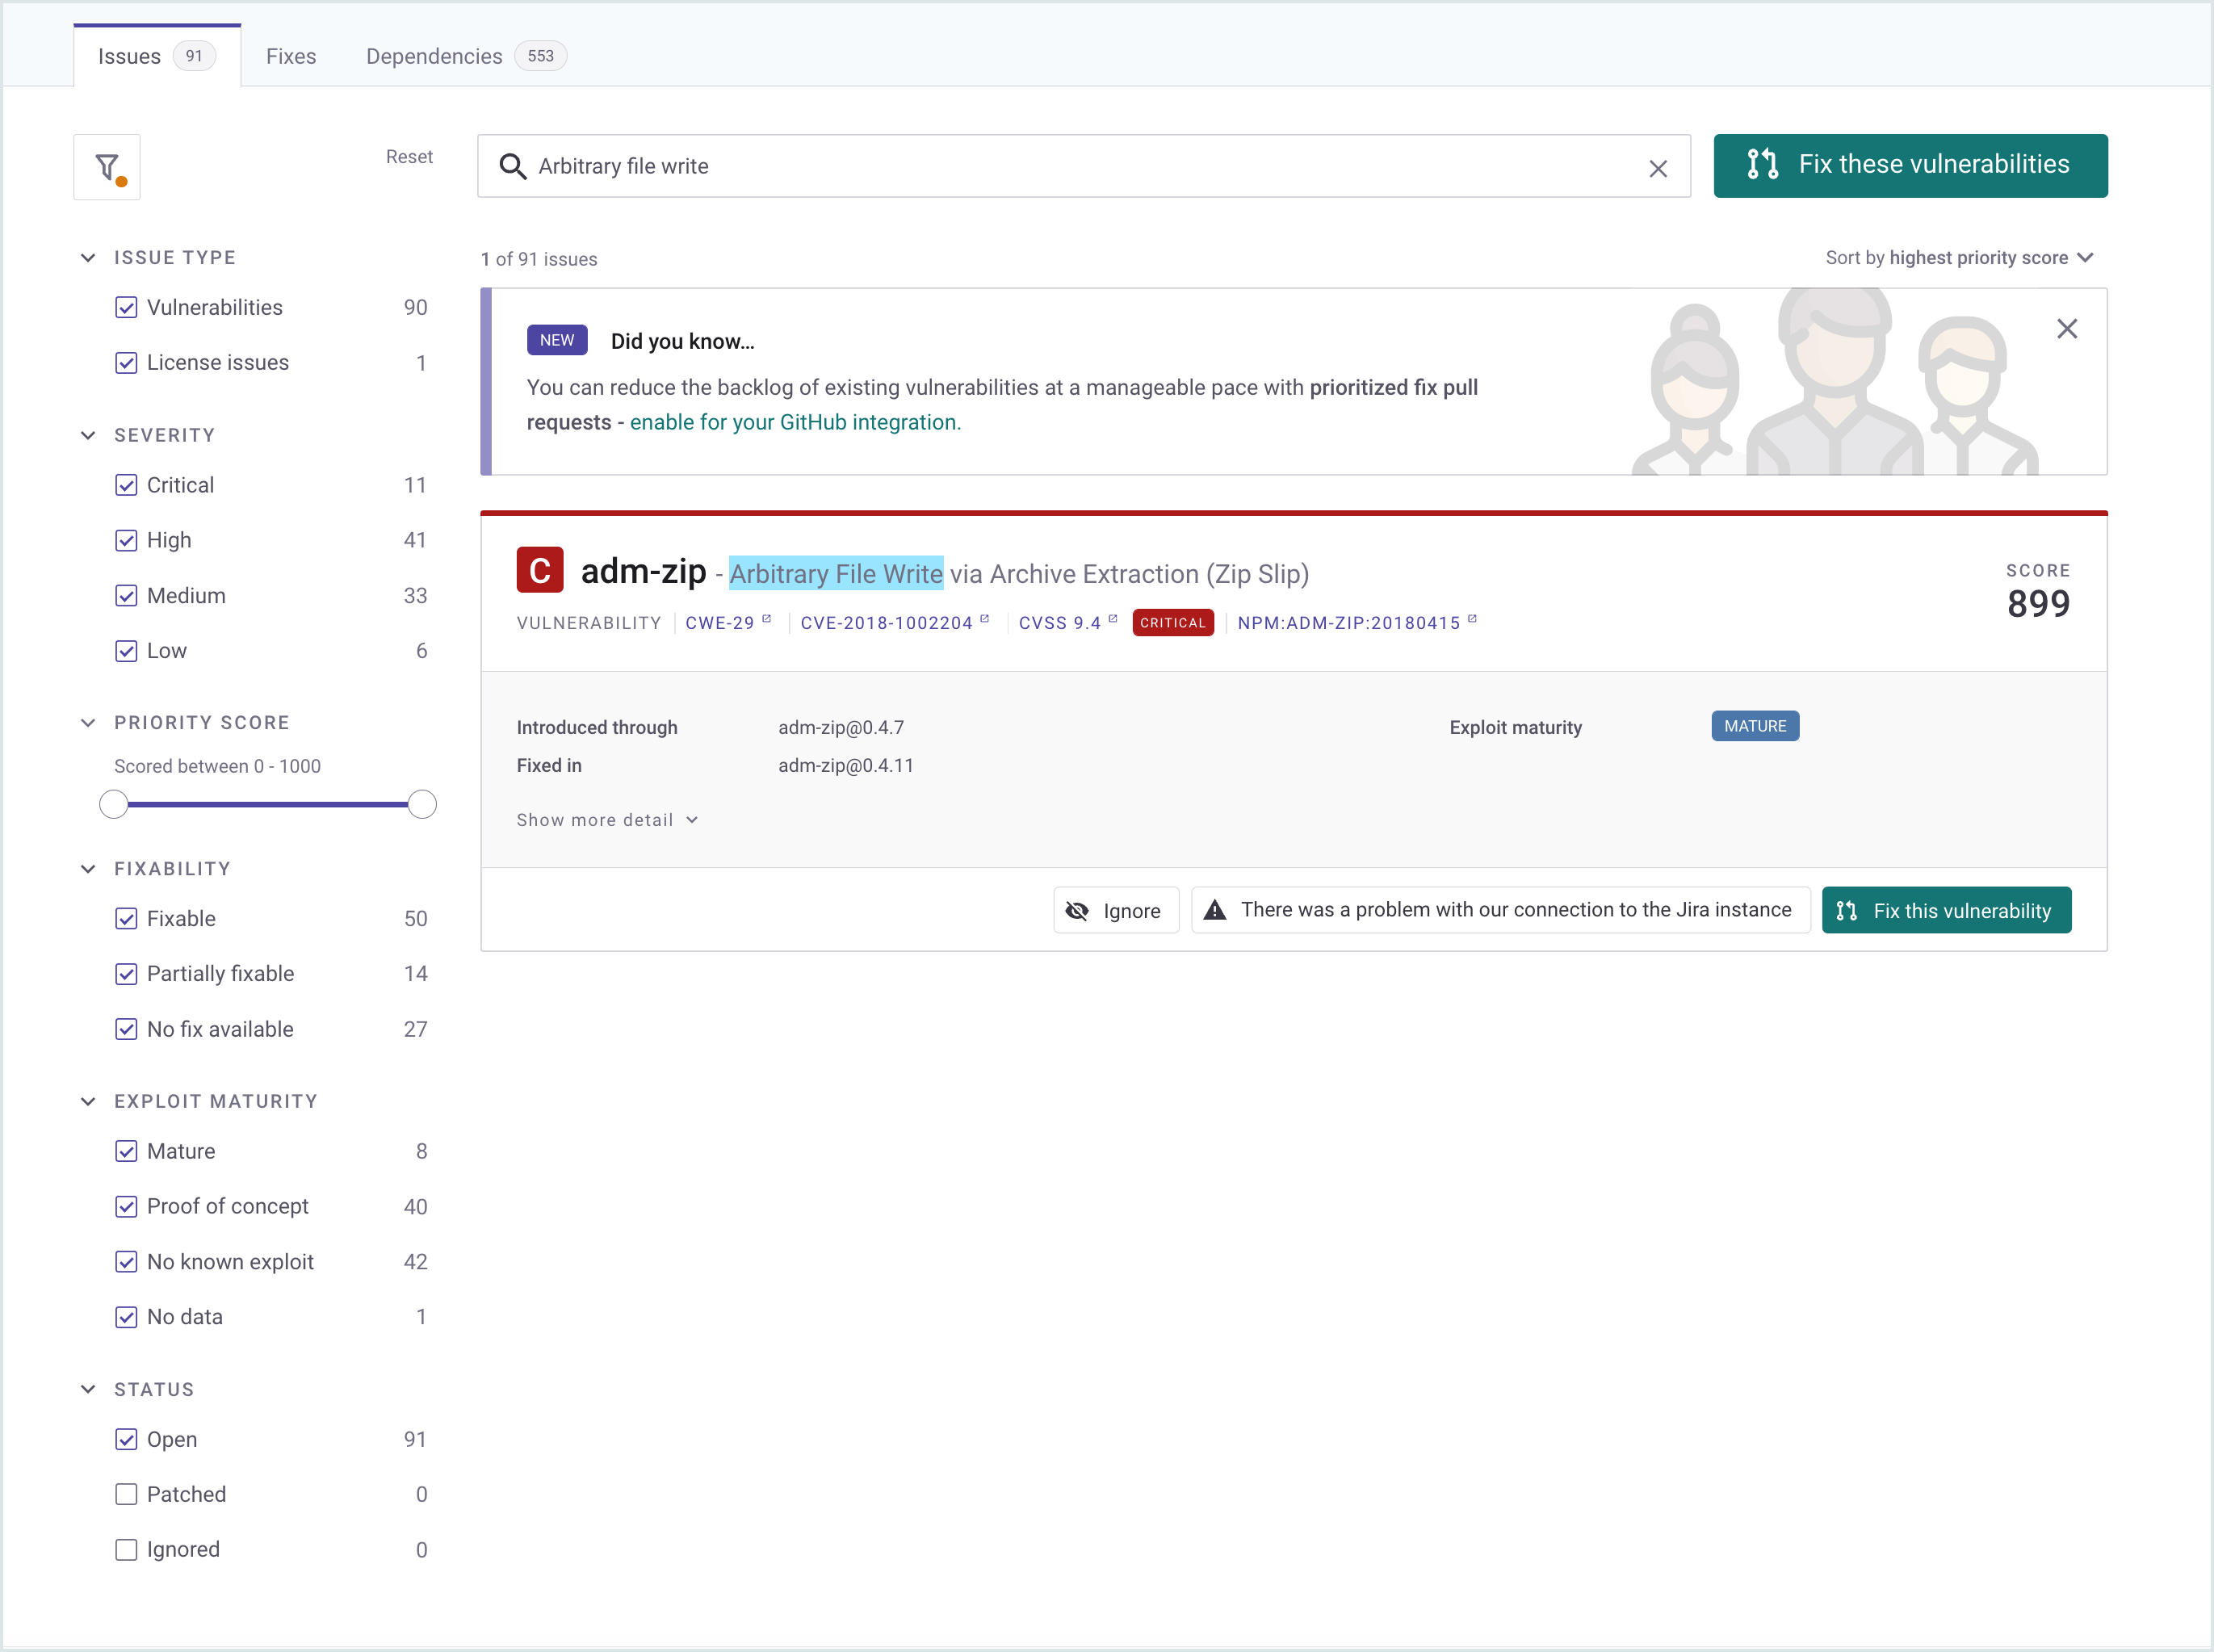 Issues 91 Fixes Dependencies 553
Reset
Arbitrary file write
Fix these vulnerabilities
ISSUE TYPE
Vulnerabilities 90
License issues 1
SEVERITY
Critical 11
High 41
Medium 33
Low 6
PRIORITY SCORE
Scored between 0 - 1000
FIXABILITY
Fixable 50
Partially fixable 14
No fix available 27
EXPLOIT MATURITY
Mature 8
Proof of concept 40
No known exploit 42
No data 1
STATUS
Open 91
Patched 0
Ignored 0
1 of 91 issues
Sort by highest priority score
NEW Did you know...
You can reduce the backlog of existing vulnerabilities at a manageable pace with prioritized fix pull
requests - enable for your GitHub integration.
C adm-zip - Arbitrary File Write via Archive Extraction (Zip Slip)
VULNERABILITY CWE-29 CVE-2018-1002204 CVSS 9.4 CRITICAL NPM:ADM-ZIP:20180415
SCORE
899
Introduced through adm-zip@0.4.7
Exploit maturity MATURE
Fixed in adm-zip@0.4.11
Show more detail
Ignore
There was a problem with our connection to the Jira instance
Fix this vulnerability